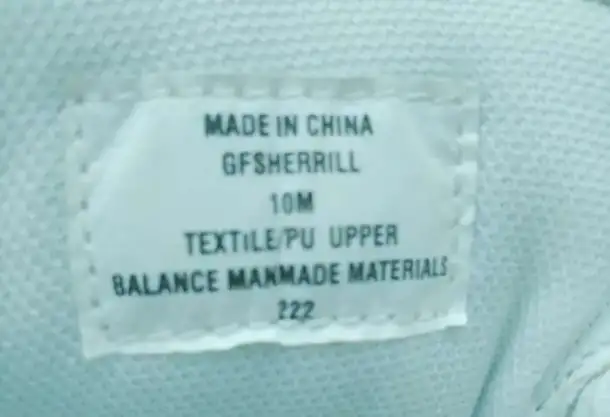 MADE IN CHINA
GFSHERRILL
10M
TEXTILE/PU UPPER
BALANCE MANMADE MATERIALS
222